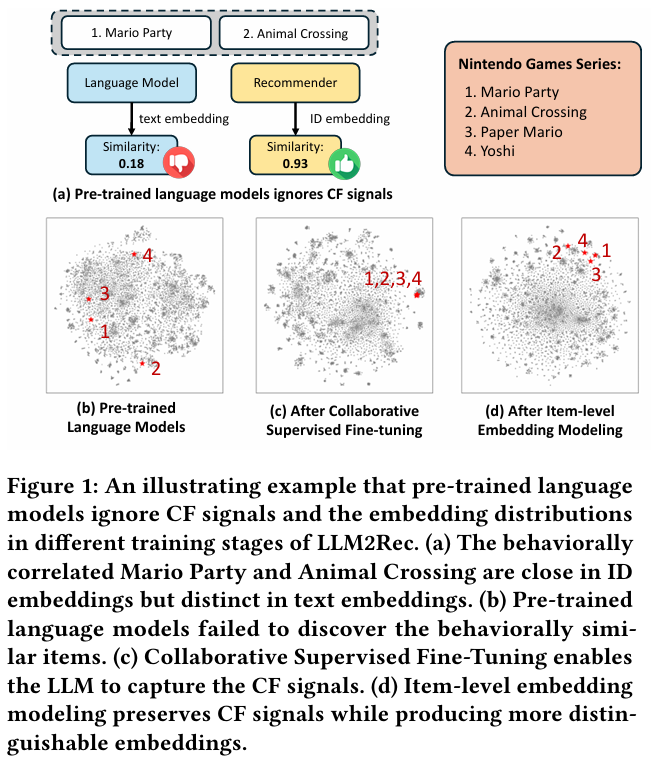 1. Mario Party
2. Animal Crossing
Language Model
Recommender
text embedding
ID embedding
Similarity:
0.18
Similarity:
0.93
Nintendo Games Series:
1. Mario Party
2. Animal Crossing
3. Paper Mario
4. Yoshi
(a) Pre-trained language models ignores CF signals
4
3
1
2
1,2,3,4
2
4
1
3
(b) Pre-trained
Language Models
(c) After Collaborative
Supervised Fine-tuning
(d) After Item-level
Embedding Modeling
Figure 1: An illustrating example that pre-trained language
models ignore CF signals and the embedding distributions
in different training stages of LLM2Rec. (a) The behaviorally
correlated Mario Party and Animal Crossing are close in ID
embeddings but distinct in text embeddings. (b) Pre-trained
language models failed to discover the behaviorally simi-
lar items. (c) Collaborative Supervised Fine-Tuning enables
the LLM to capture the CF signals. (d) Item-level embedding
modeling preserves CF signals while producing more distin-
guishable embeddings.